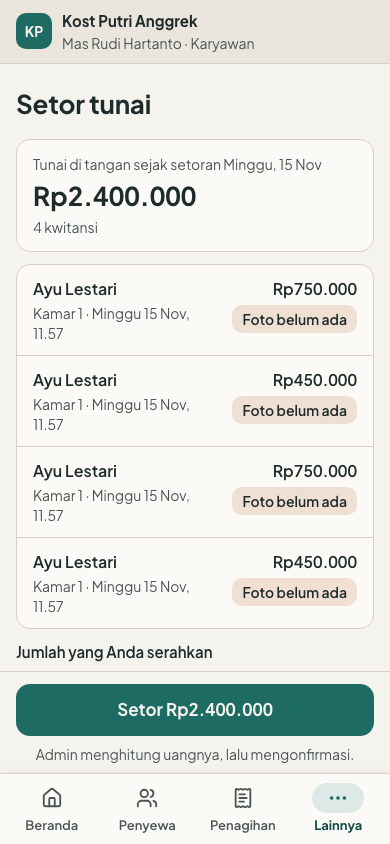 KP
Kost Putri Anggrek
Mas Rudi Hartanto · Karyawan
Setor tunai
Tunai di tangan sejak setoran Minggu, 15 Nov
Rp2.400.000
4 kwitansi
Ayu Lestari
Rp750.000
Kamar 1 · Minggu 15 Nov,
11.57
Foto belum ada
Ayu Lestari
Rp450.000
Kamar 1 · Minggu 15 Nov,
11.57
Foto belum ada
Ayu Lestari
Rp750.000
Kamar 1 · Minggu 15 Nov,
11.57
Foto belum ada
Ayu Lestari
Rp450.000
Kamar 1 · Minggu 15 Nov,
11.57
Foto belum ada
Jumlah yang Anda serahkan
Setor Rp2.400.000
Admin menghitung uangnya, lalu mengonfirmasi.
Beranda
Penyewa
Penagihan
Lainnya